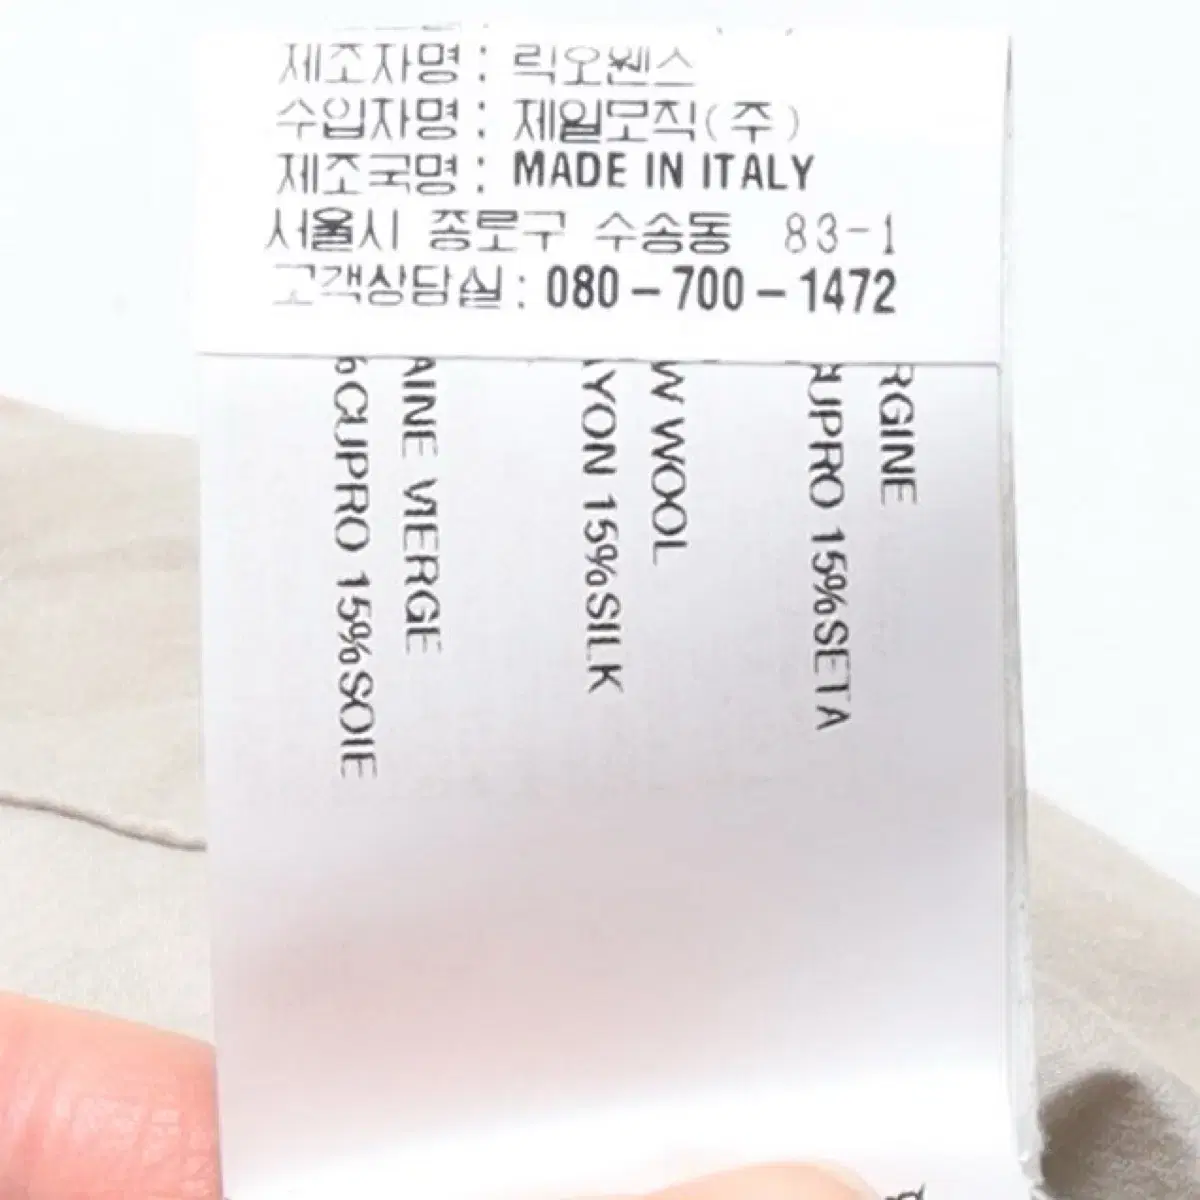 제조자명 : 릭오웬스
수입자명 : 제일모직(주)
제조국명 : MADE IN ITALY
서울시 종로구 수송동 83-1
고객상담실 : 080-700-1472
RGINE
CUPRO 15%SETA
W WOOL
AYON 15%SILK
AINE VIERGE
%CUPRO 15%SOIE